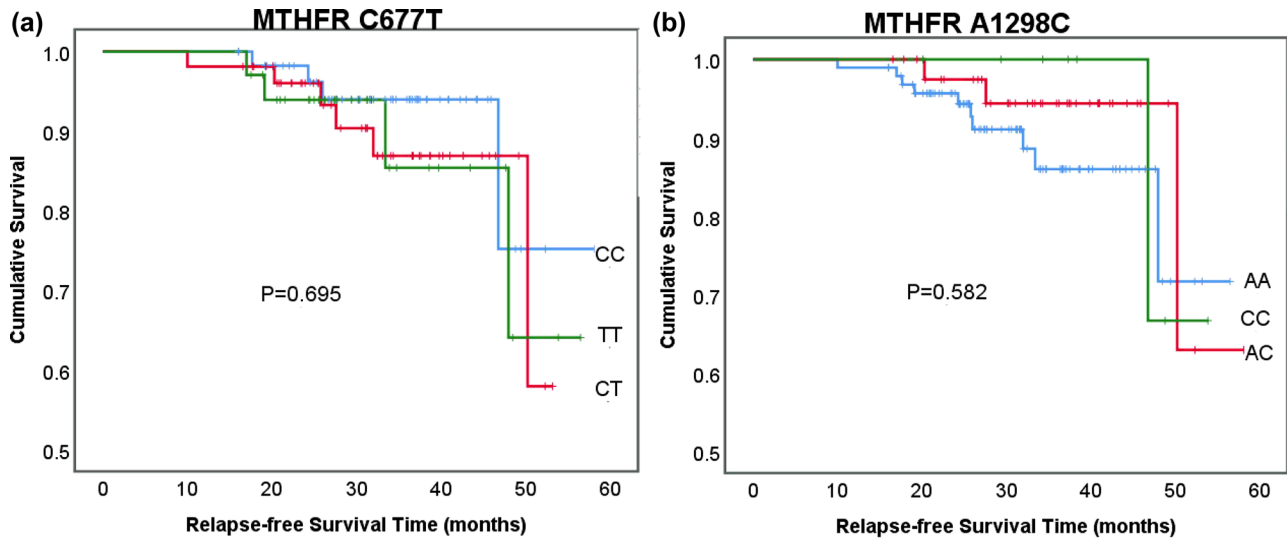 (a) MTHFR C677T
Cumulative Survival
1.0
0.9
0.8
0.7
0.6
0.5
P=0.695
CC
TT
CT
0 10 20 30 40 50 60
Relapse-free Survival Time (months)
(b) MTHFR A1298C
Cumulative Survival
1.0
0.9
0.8
0.7
0.6
0.5
P=0.582
AA
CC
AC
0 10 20 30 40 50 60
Relapse-free Survival Time (months)